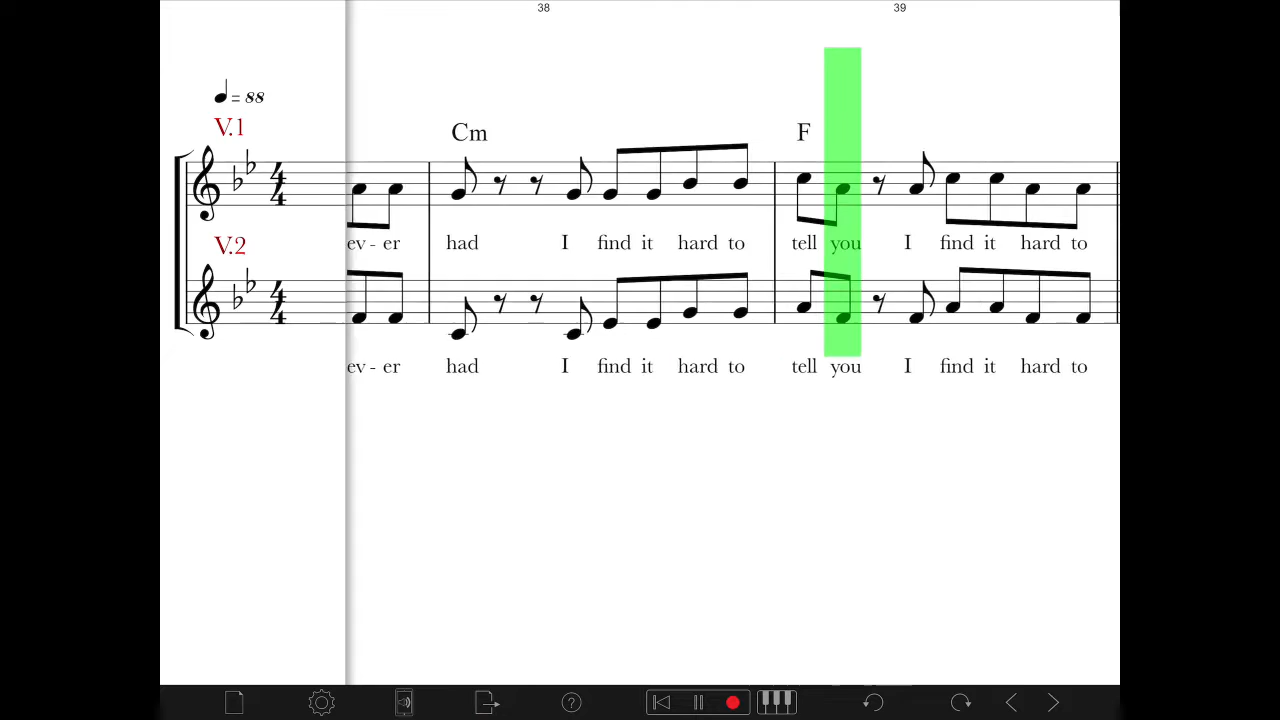 38 39
♩ = 88
V.1 Cm F
ev - er had I find it hard to tell you I find it hard to
V.2
ev - er had I find it hard to tell you I find it hard to
?